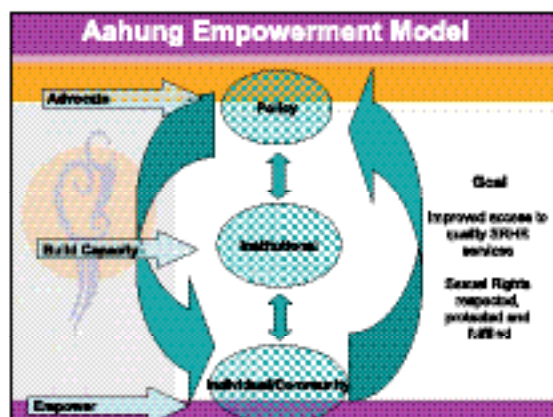 Aahung Empowerment Model
Advocate
Policy
Goal
Improved access to
quality SRHR
services
Build Capacity
Institutions
Sexual Rights
respected,
protected and
fulfilled
Individual/Community
Empower